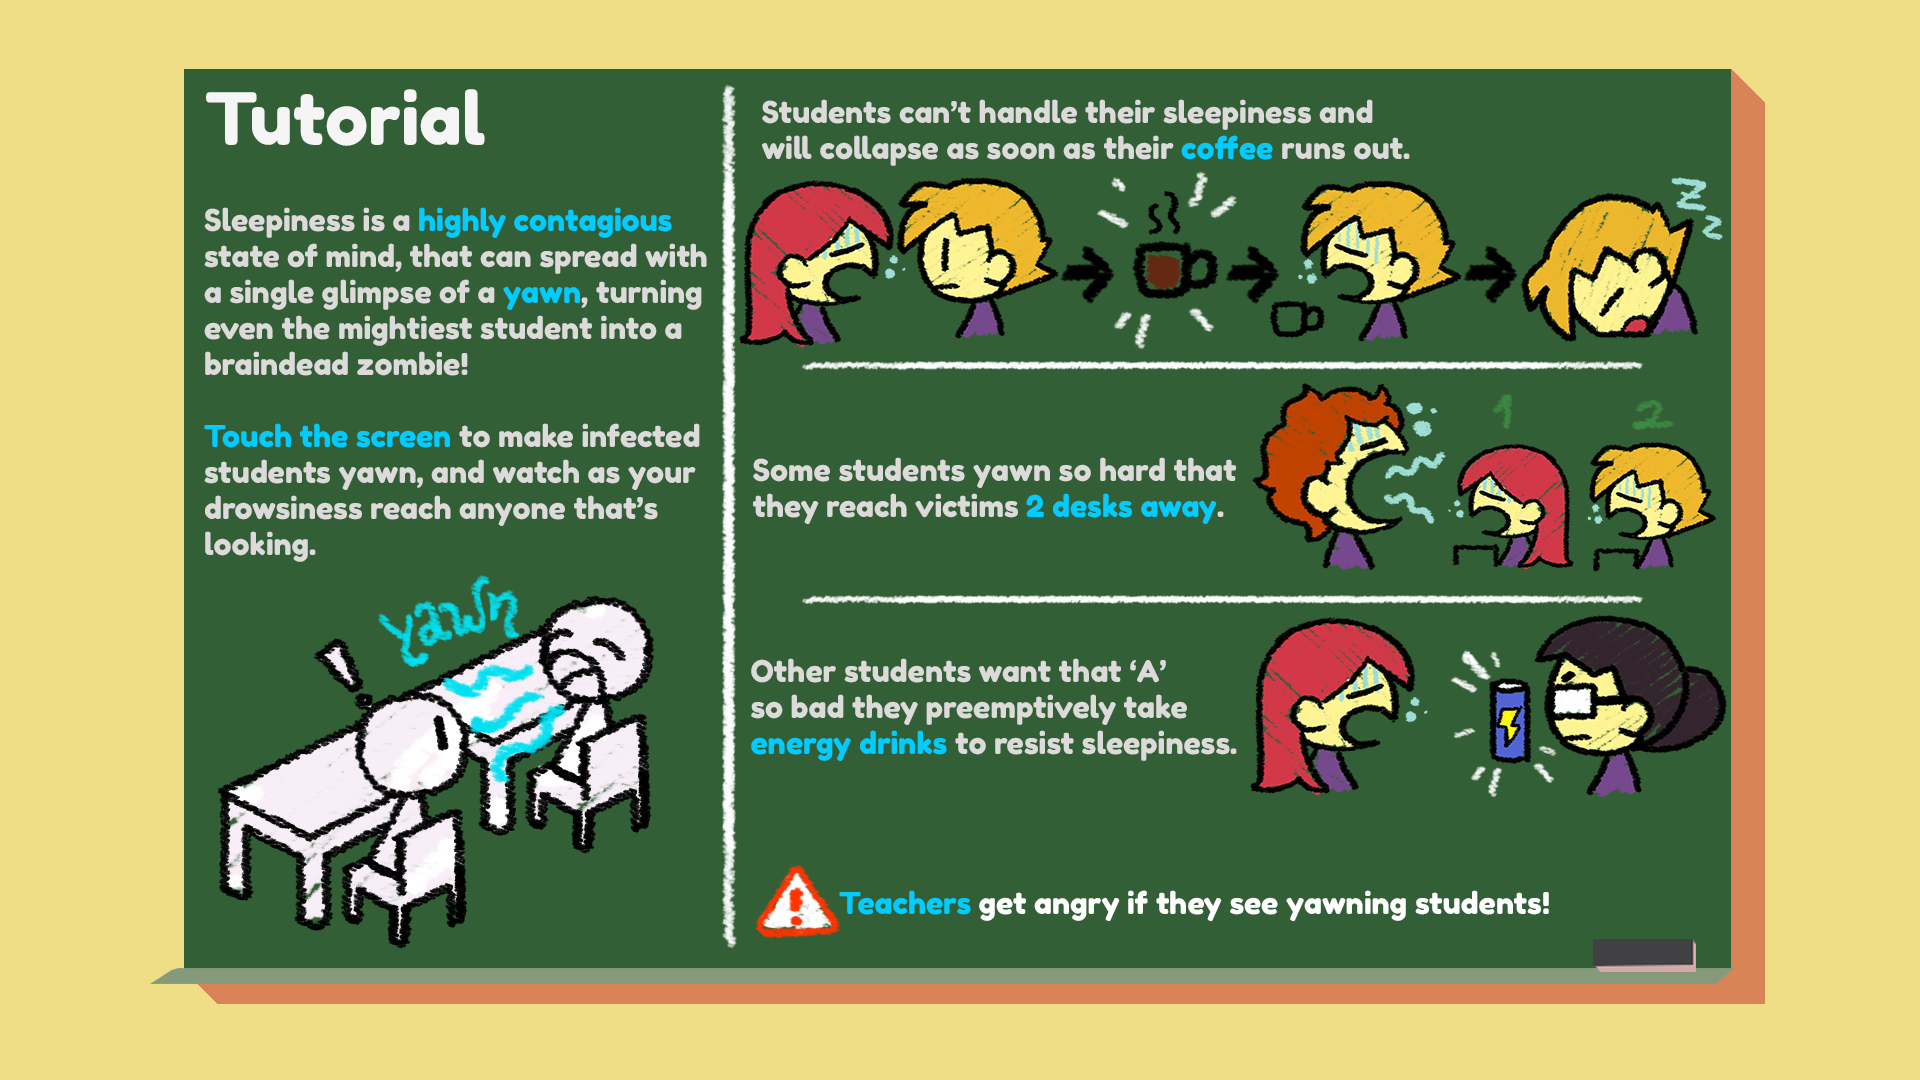 Tutorial
Sleepiness is a highly contagious
state of mind, that can spread with
a single glimpse of a yawn, turning
even the mightiest student into a
braindead zombie!
Touch the screen to make infected
students yawn, and watch as your
drowsiness reach anyone that's
looking.
yawn
Students can't handle their sleepiness and
will collapse as soon as their coffee runs out.
Z
Z
1 2
Some students yawn so hard that
they reach victims 2 desks away.
Other students want that ‘A’
so bad they preemptively take
energy drinks to resist sleepiness.
Teachers get angry if they see yawning students!